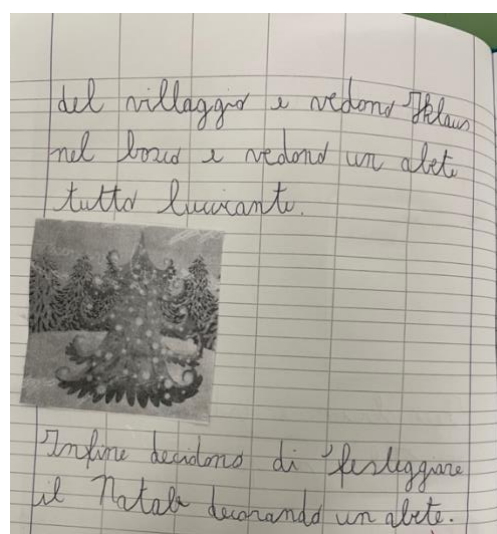 del villaggio e vedono Iklaus
nel bosco e vedono un abete
tutto luccicante.
Infine decidono di festeggiare
il Natale decorando un abete.